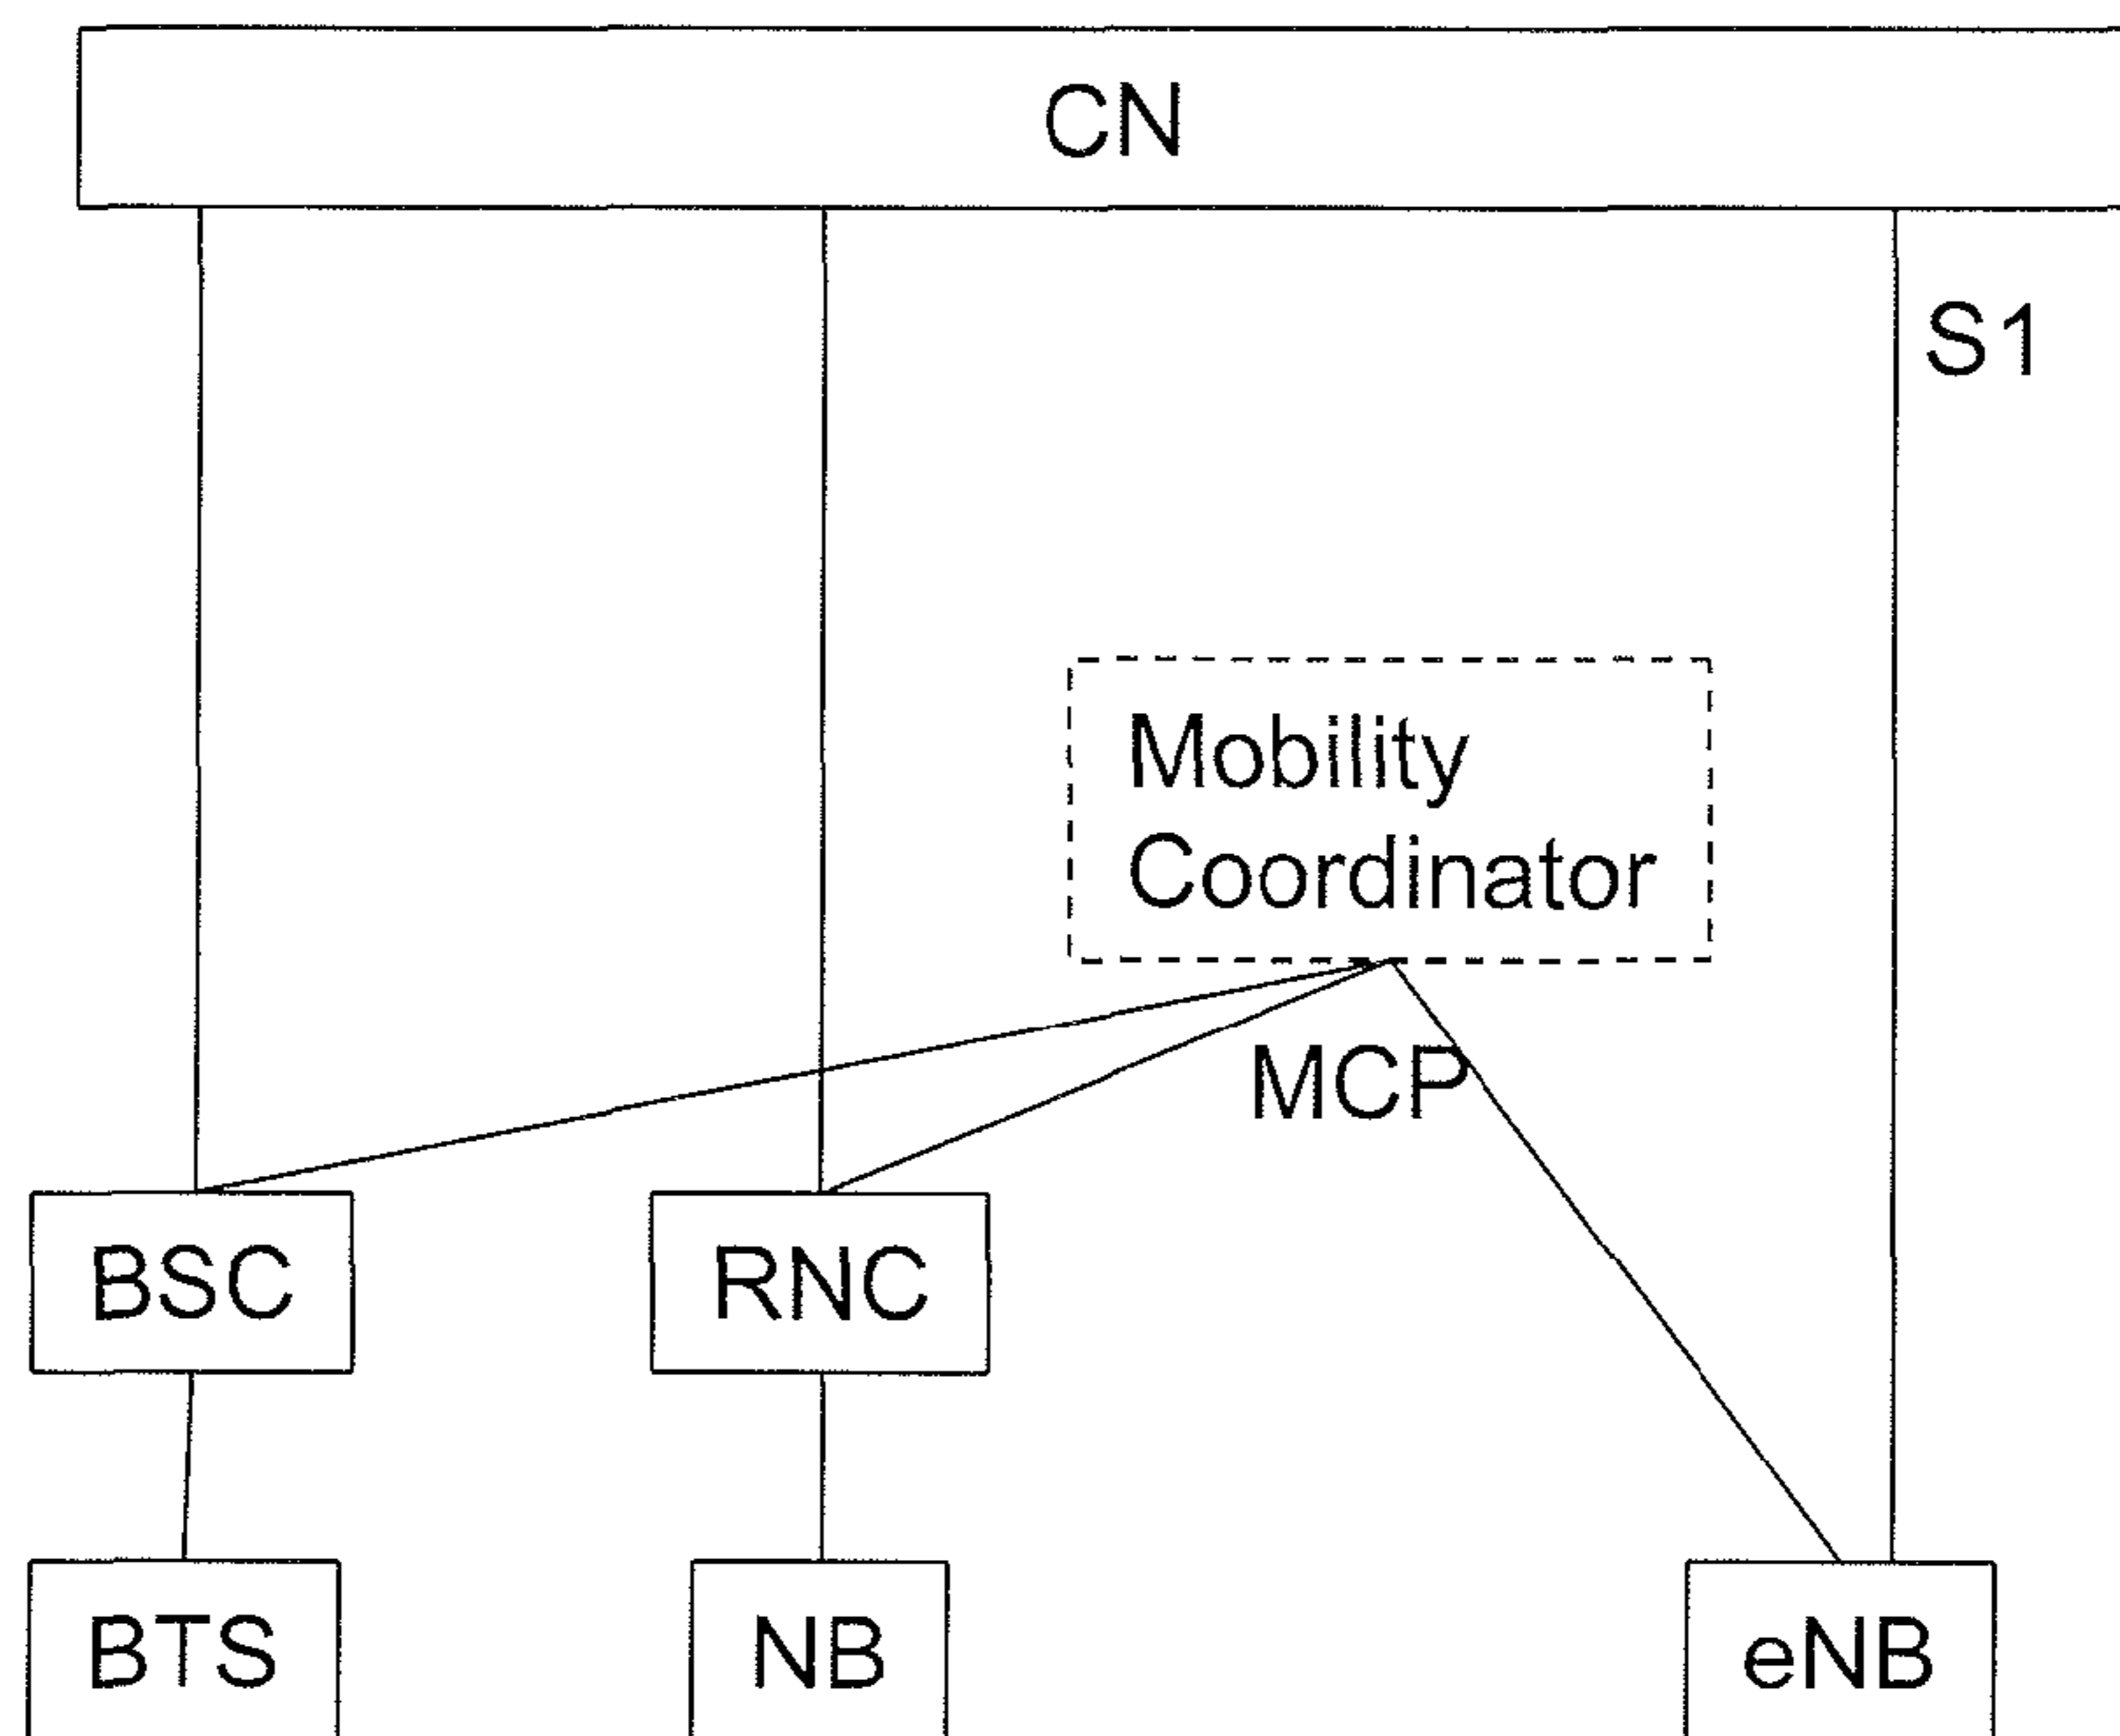 CN
S1
Mobility
Coordinator
MCP
BSC
RNC
BTS
NB
eNB